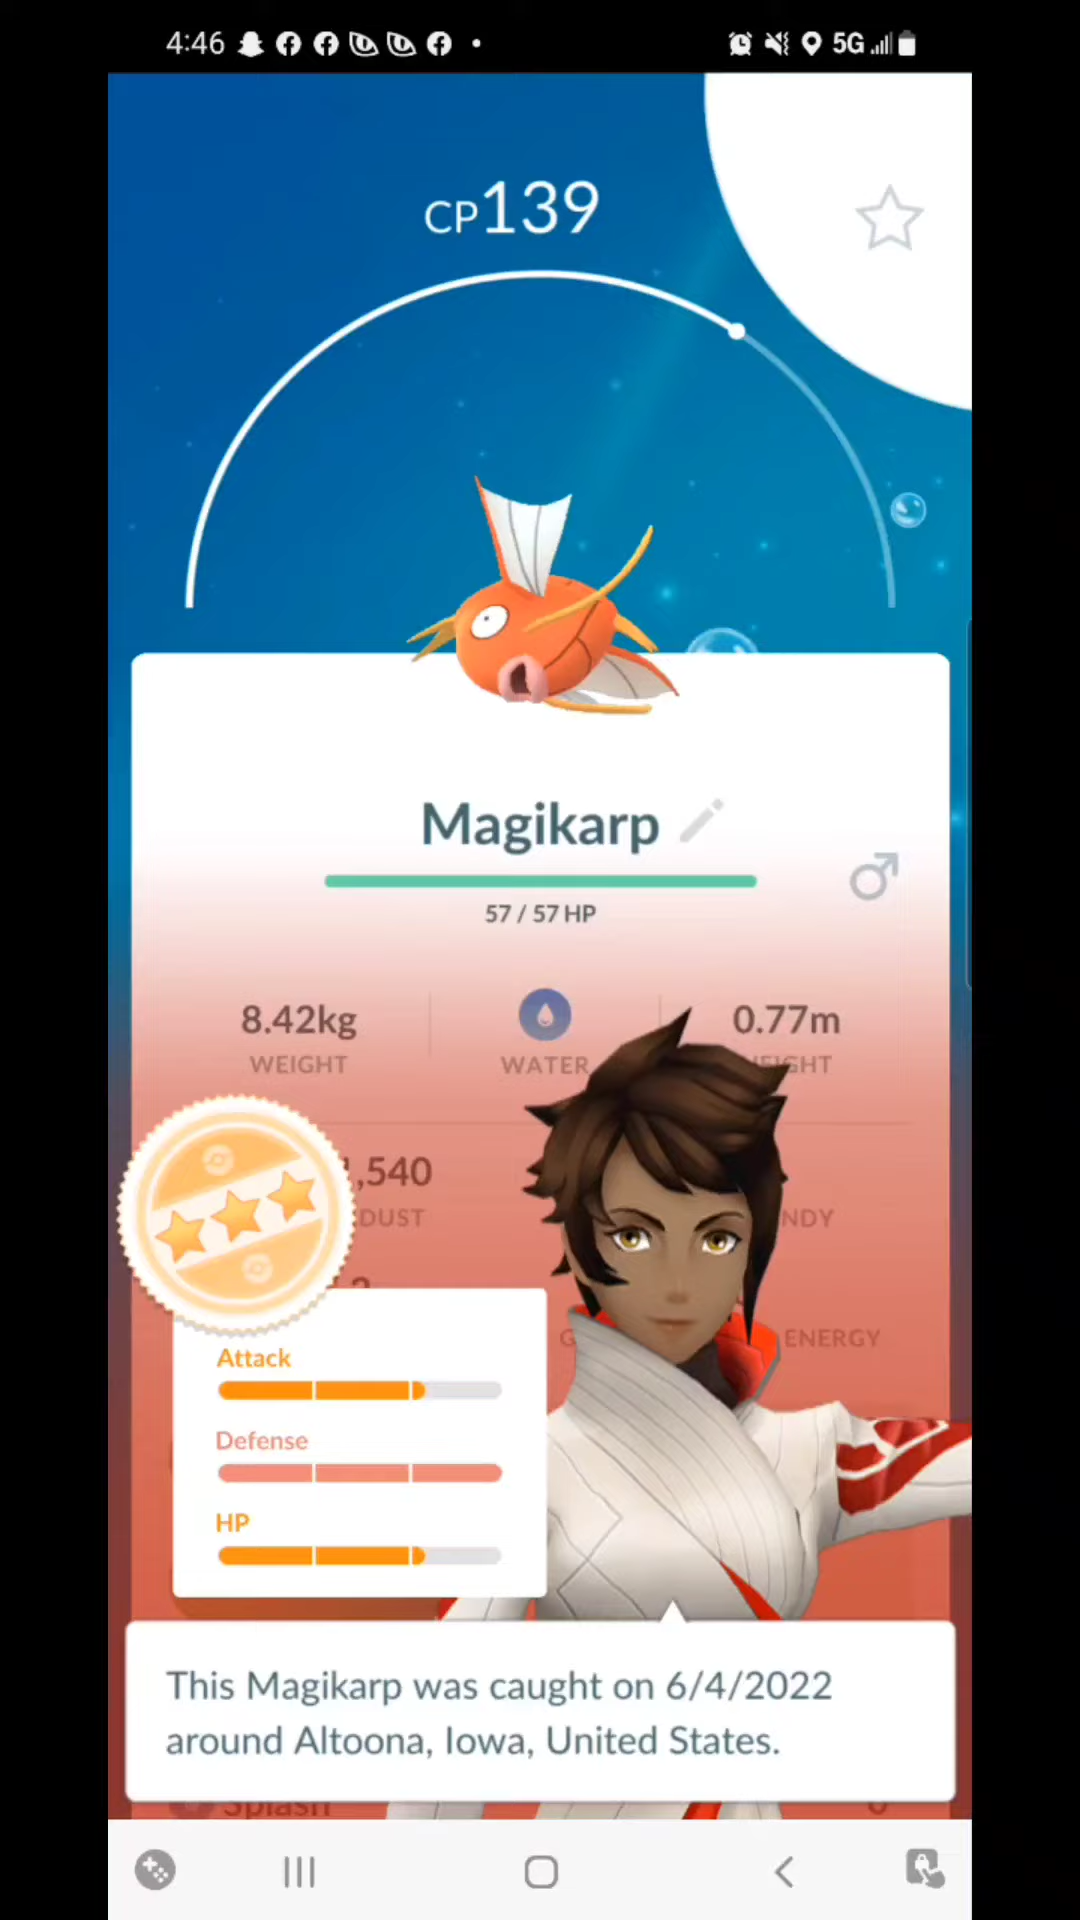 4:46 5G
CP139
Magikarp
57 / 57 HP
8.42kg 0.77m
WEIGHT WATER
,540
NDY
ENERGY
Attack
Defense
HP
This Magikarp was caught on 6/4/2022
around Altoona, Iowa, United States.
Splash